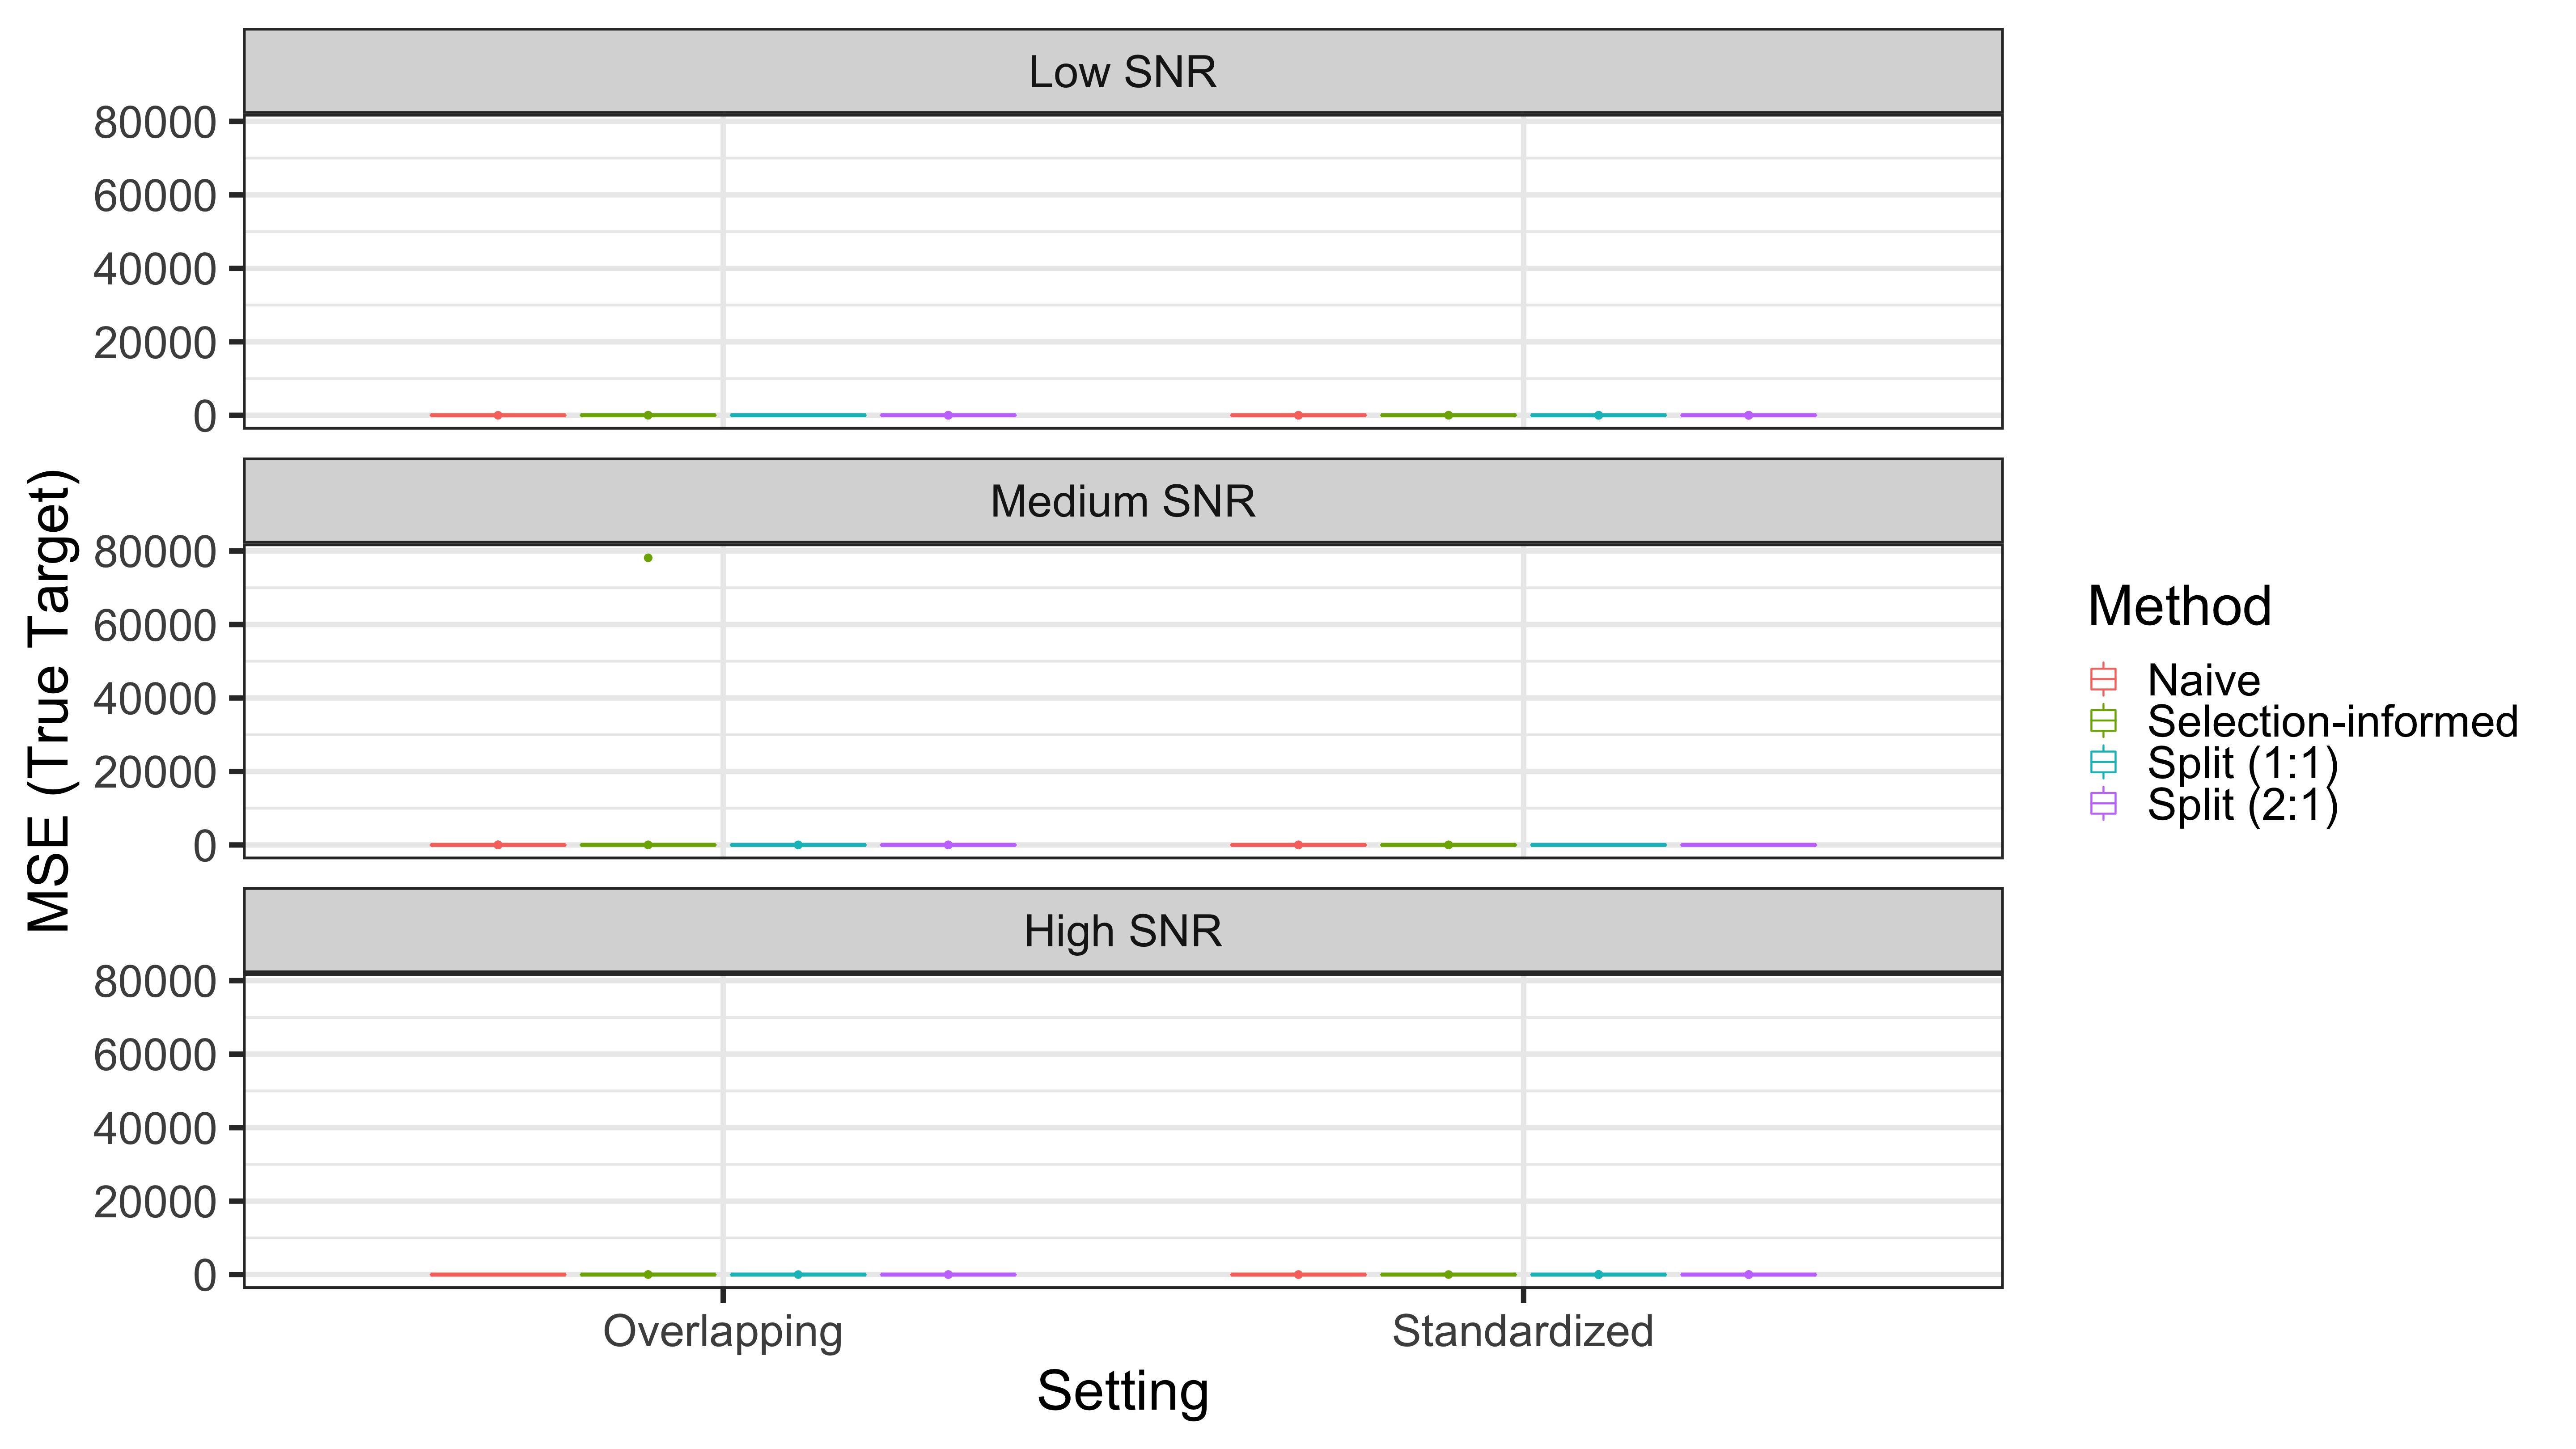 Low SNR
80000
60000
40000
20000
0
Medium SNR
80000
60000
40000
20000
0
High SNR
80000
60000
40000
20000
0
MSE (True Target)
Overlapping
Standardized
Setting
Method
Naive
Selection-informed
Split (1:1)
Split (2:1)